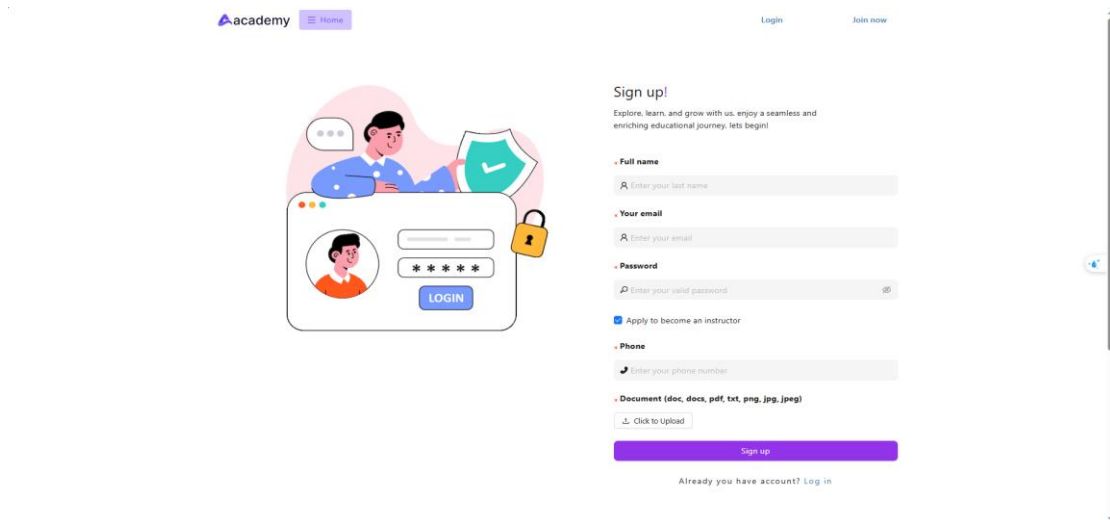 Aacademy
Home
Login
Join now
Sign up!
Explore, learn, and grow with us, enjoy a seamless and
enriching educational journey, lets begin!
* Full name
Enter your last name
* Your email
Enter your email
* Password
Enter your valid password
Apply to become an instructor
* Phone
Enter your phone number
* Document (doc, docs, pdf, txt, png, jpg, jpeg)
Click to Upload
Sign up
Already you have account? Log in
* * * * *
LOGIN